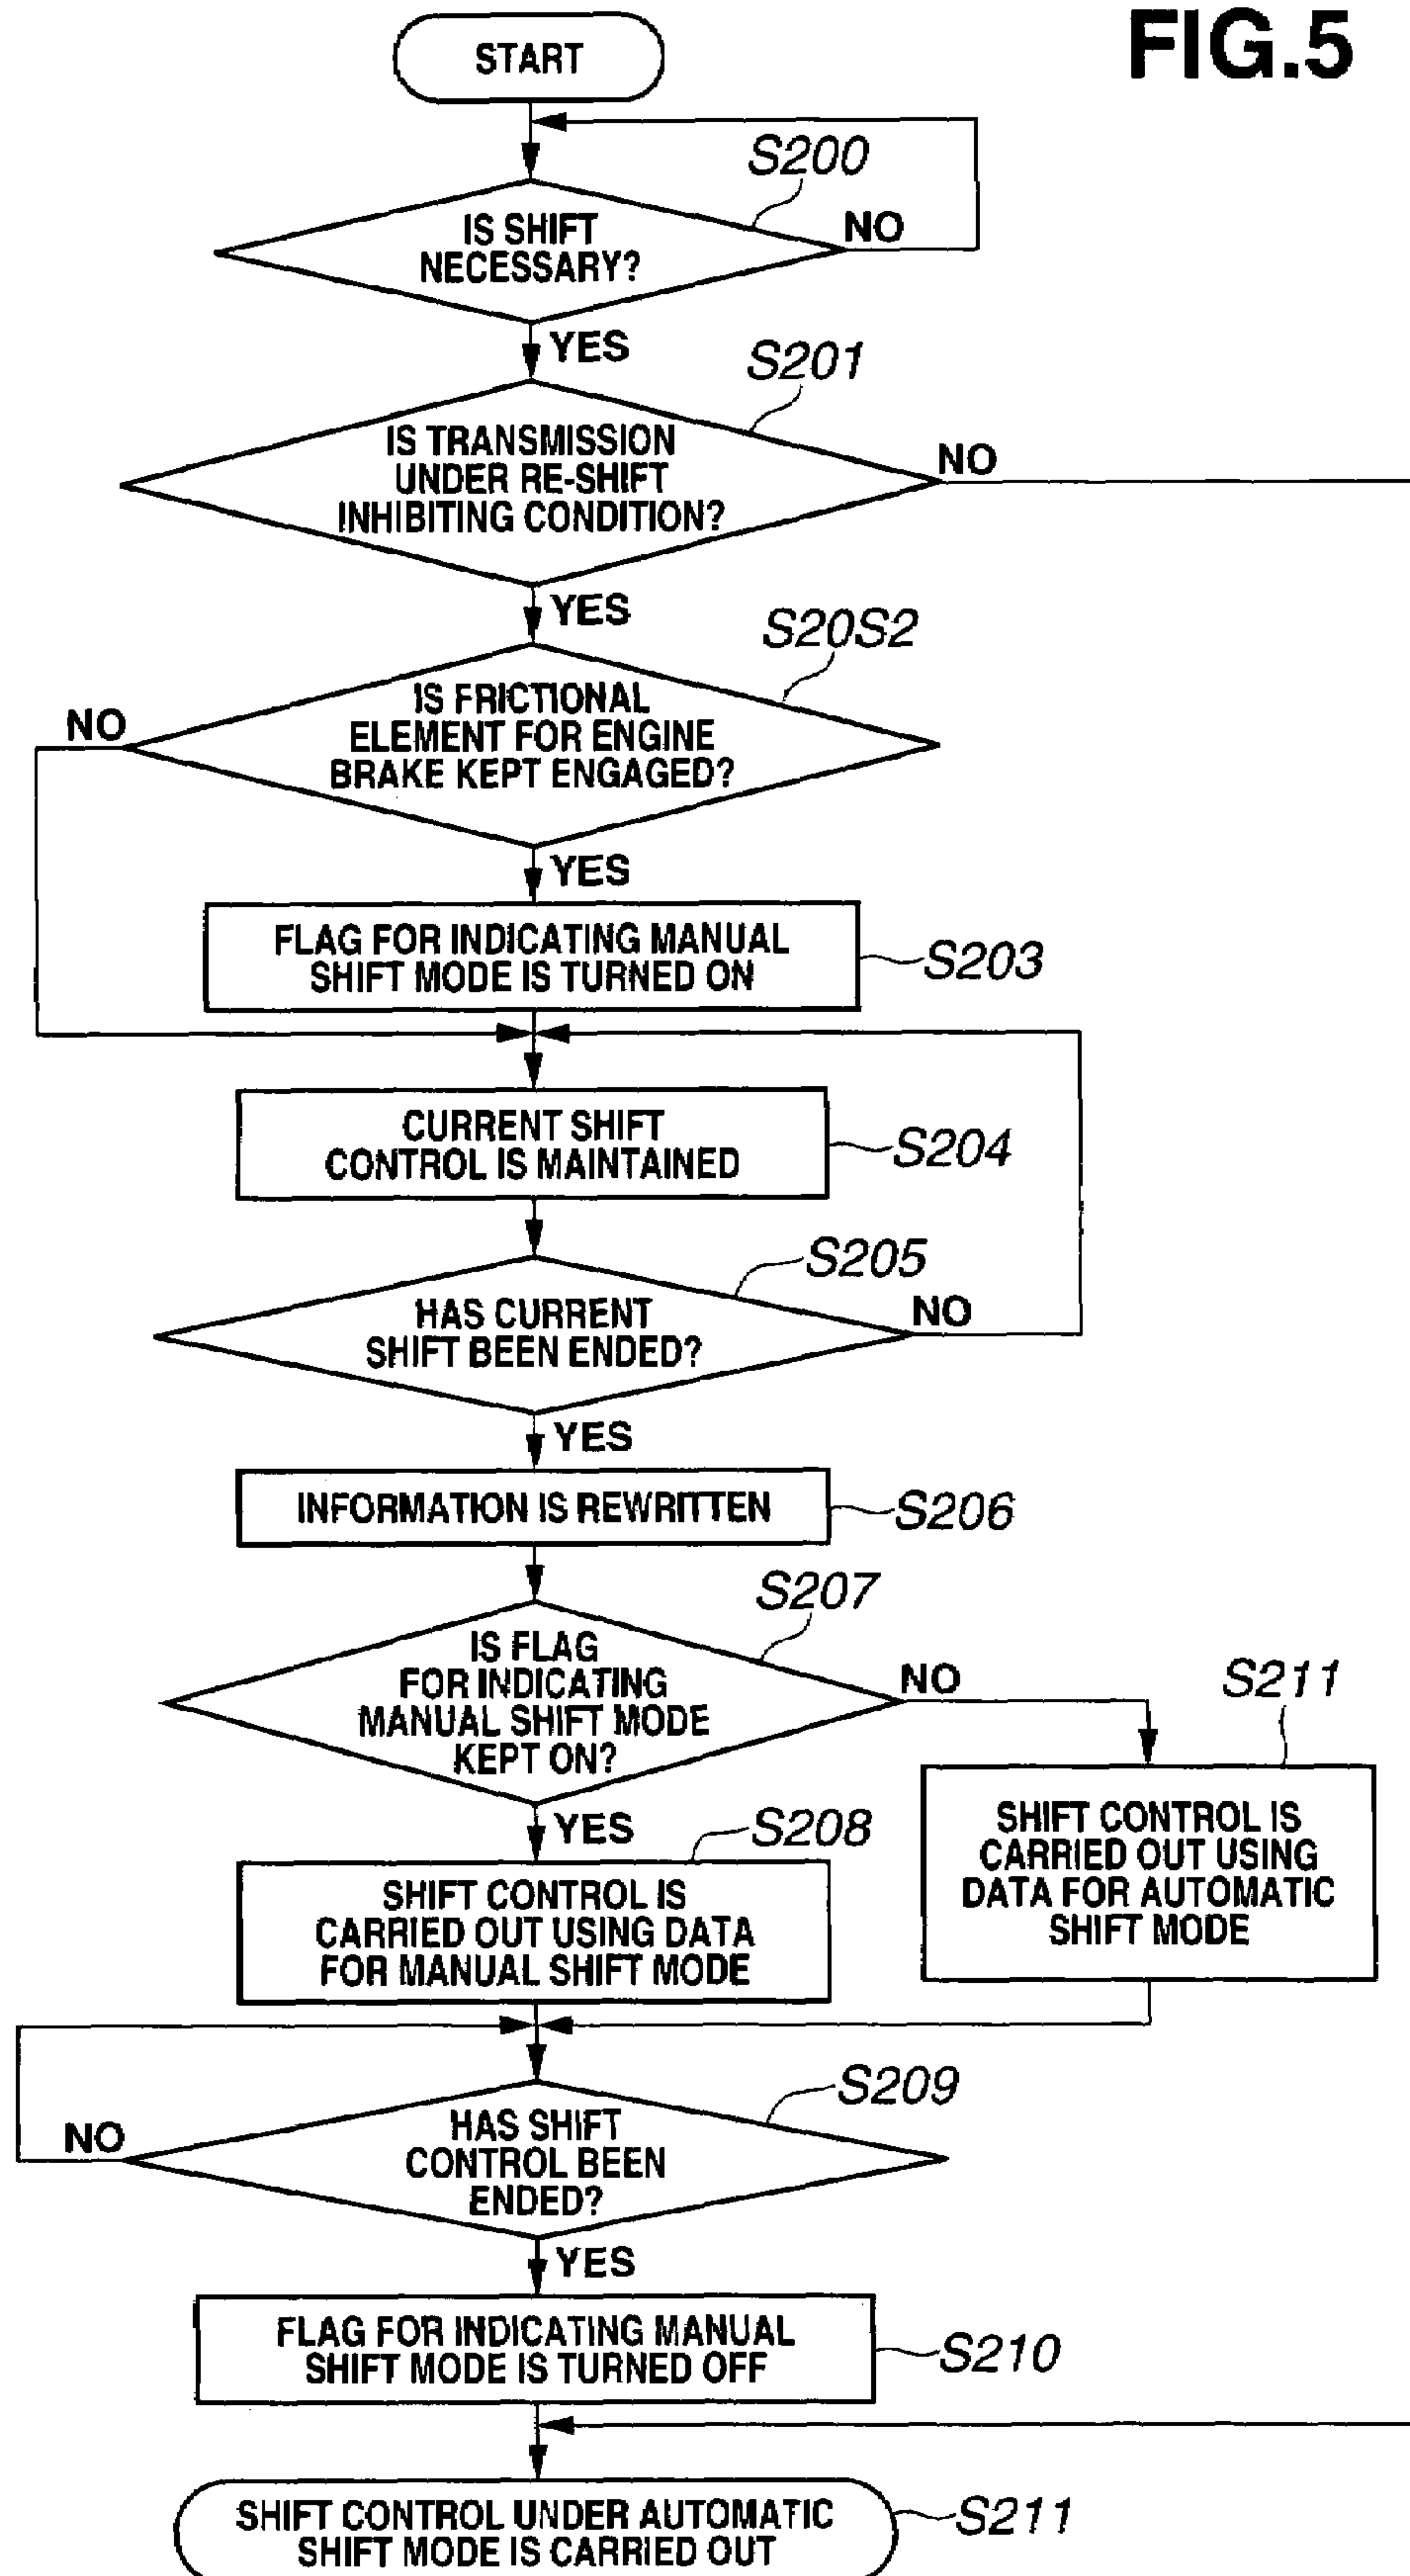 FIG.5
START
S200
IS SHIFT
NECESSARY?
NO
YES
S201
IS TRANSMISSION
UNDER RE-SHIFT
INHIBITING CONDITION?
NO
YES
S20S2
IS FRICTIONAL
ELEMENT FOR ENGINE
BRAKE KEPT ENGAGED?
NO
YES
FLAG FOR INDICATING MANUAL
SHIFT MODE IS TURNED ON
S203
CURRENT SHIFT
CONTROL IS MAINTAINED
S204
S205
HAS CURRENT
SHIFT BEEN ENDED?
NO
YES
INFORMATION IS REWRITTEN
S206
S207
IS FLAG
FOR INDICATING
MANUAL SHIFT MODE
KEPT ON?
NO
S211
SHIFT CONTROL IS
CARRIED OUT USING
DATA FOR AUTOMATIC
SHIFT MODE
YES
S208
SHIFT CONTROL IS
CARRIED OUT USING DATA
FOR MANUAL SHIFT MODE
S209
HAS SHIFT
CONTROL BEEN
ENDED?
NO
YES
FLAG FOR INDICATING MANUAL
SHIFT MODE IS TURNED OFF
S210
SHIFT CONTROL UNDER AUTOMATIC
SHIFT MODE IS CARRIED OUT
S211